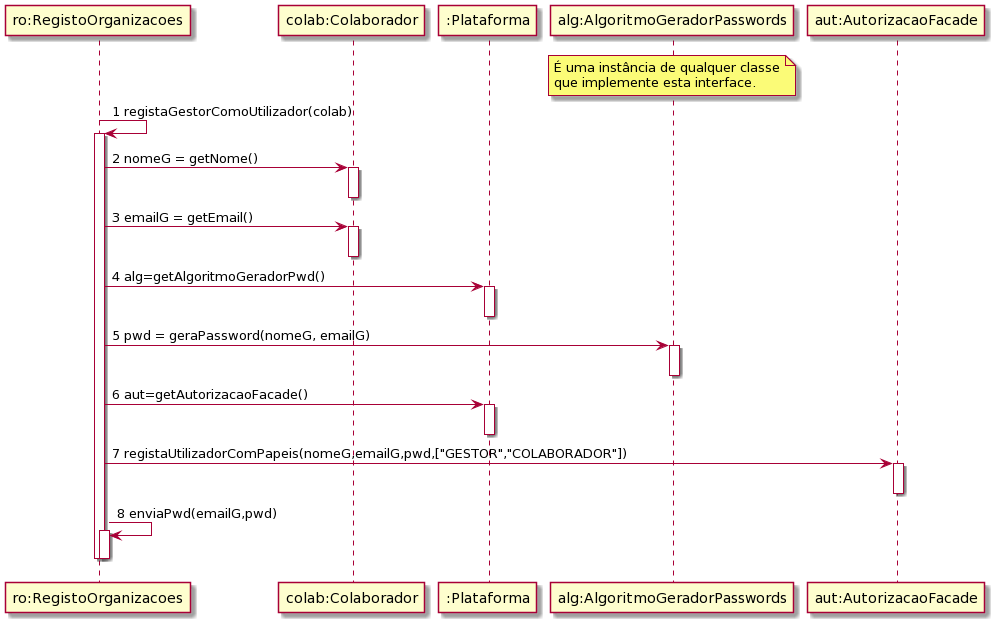 ro:RegistoOrganizacoes
colab:Colaborador
:Plataforma
alg:AlgoritmoGeradorPasswords
aut:AutorizacaoFacade
É uma instância de qualquer classe
que implemente esta interface.
1 registaGestorComoUtilizador(colab)
2 nomeG = getNome()
3 emailG = getEmail()
4 alg=getAlgoritmoGeradorPwd()
5 pwd = geraPassword(nomeG, emailG)
6 aut=getAutorizacaoFacade()
7 registaUtilizadorComPapeis(nomeG,emailG,pwd,["GESTOR","COLABORADOR"])
8 enviaPwd(emailG,pwd)
ro:RegistoOrganizacoes
colab:Colaborador
:Plataforma
alg:AlgoritmoGeradorPasswords
aut:AutorizacaoFacade